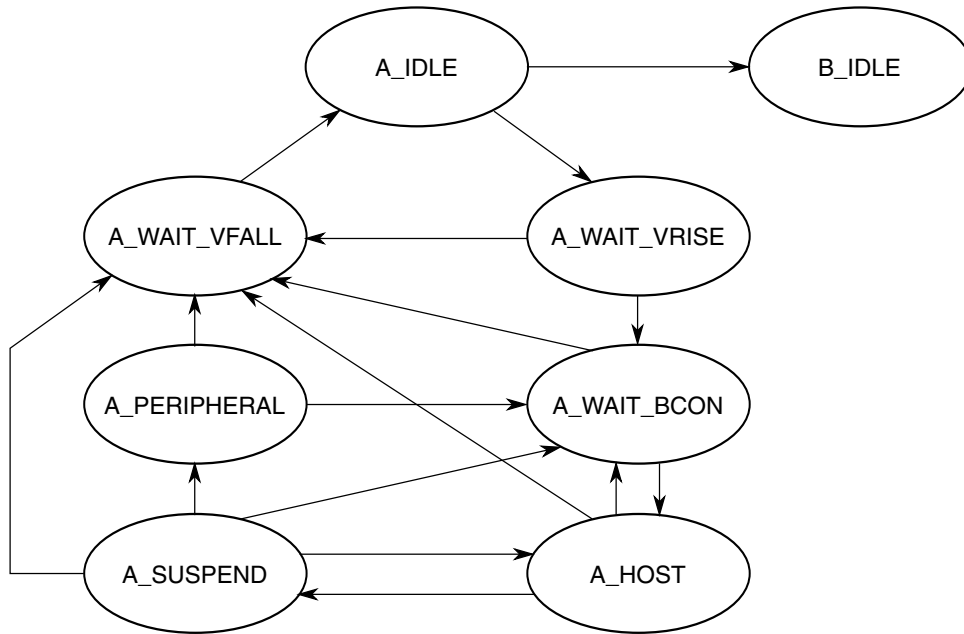 A_IDLE
B_IDLE
A_WAIT_VFALL
A_WAIT_VRISE
A_PERIPHERAL
A_WAIT_BCON
A_SUSPEND
A_HOST